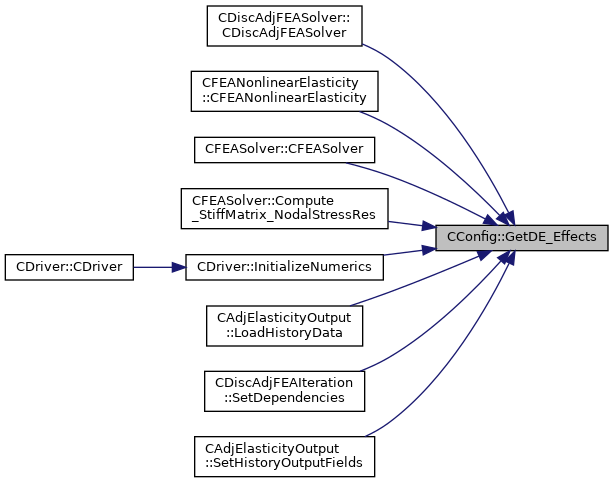 CDiscAdjFEASolver::
CDiscAdjFEASolver
CFEANonlinearElasticity
::CFEANonlinearElasticity
CFEASolver::CFEASolver
CFEASolver::Compute
_StiffMatrix_NodalStressRes
CConfig::GetDE_Effects
CDriver::CDriver
CDriver::InitializeNumerics
CAdjElasticityOutput
::LoadHistoryData
CDiscAdjFEAIteration
::SetDependencies
CAdjElasticityOutput
::SetHistoryOutputFields